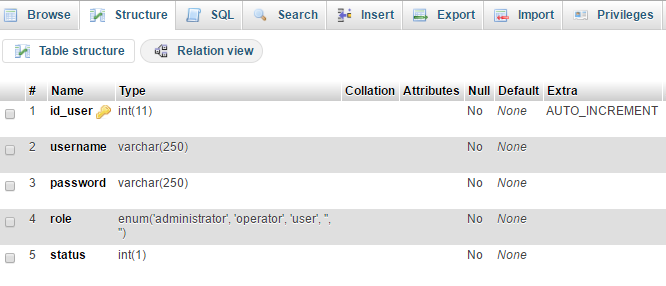 Browse Structure SQL Search Insert Export Import Privileges
Table structure Relation view
# Name Type Collation Attributes Null Default Extra
1 id_user int(11) No None AUTO_INCREMENT
2 username varchar(250) No None
3 password varchar(250) No None
4 role enum('administrator', 'operator', 'user', '', No None
'')
5 status int(1) No None